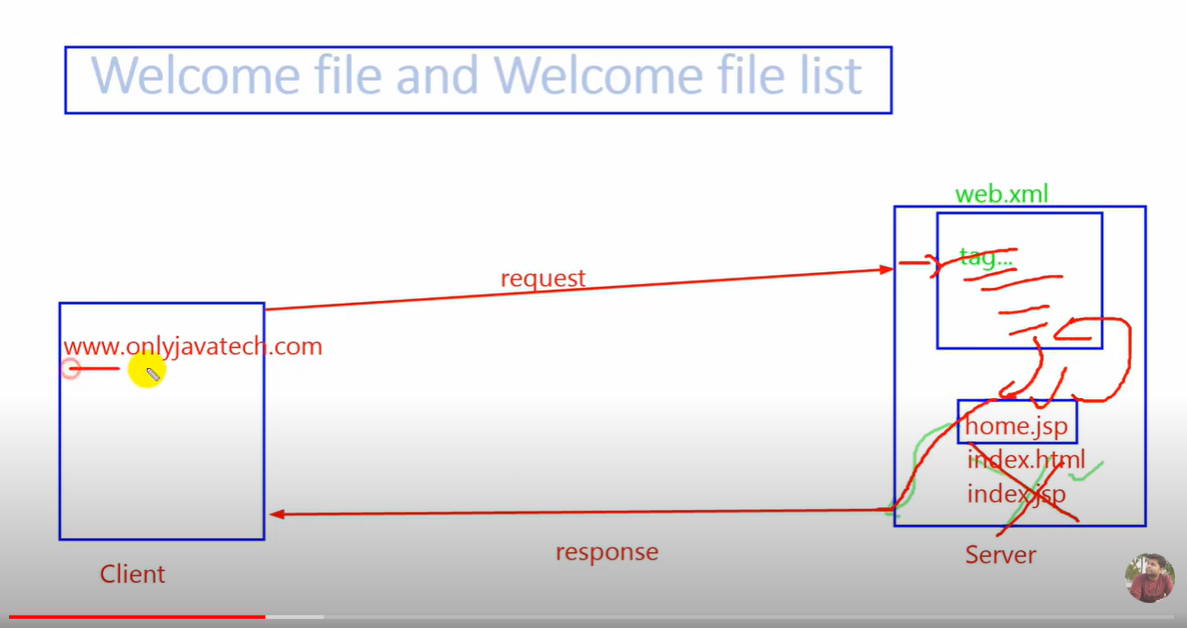 Welcome file and Welcome file list
web.xml
tag...
request
www.onlyjavatech.com
home.jsp
index.html
index.jsp
response
Server
Client